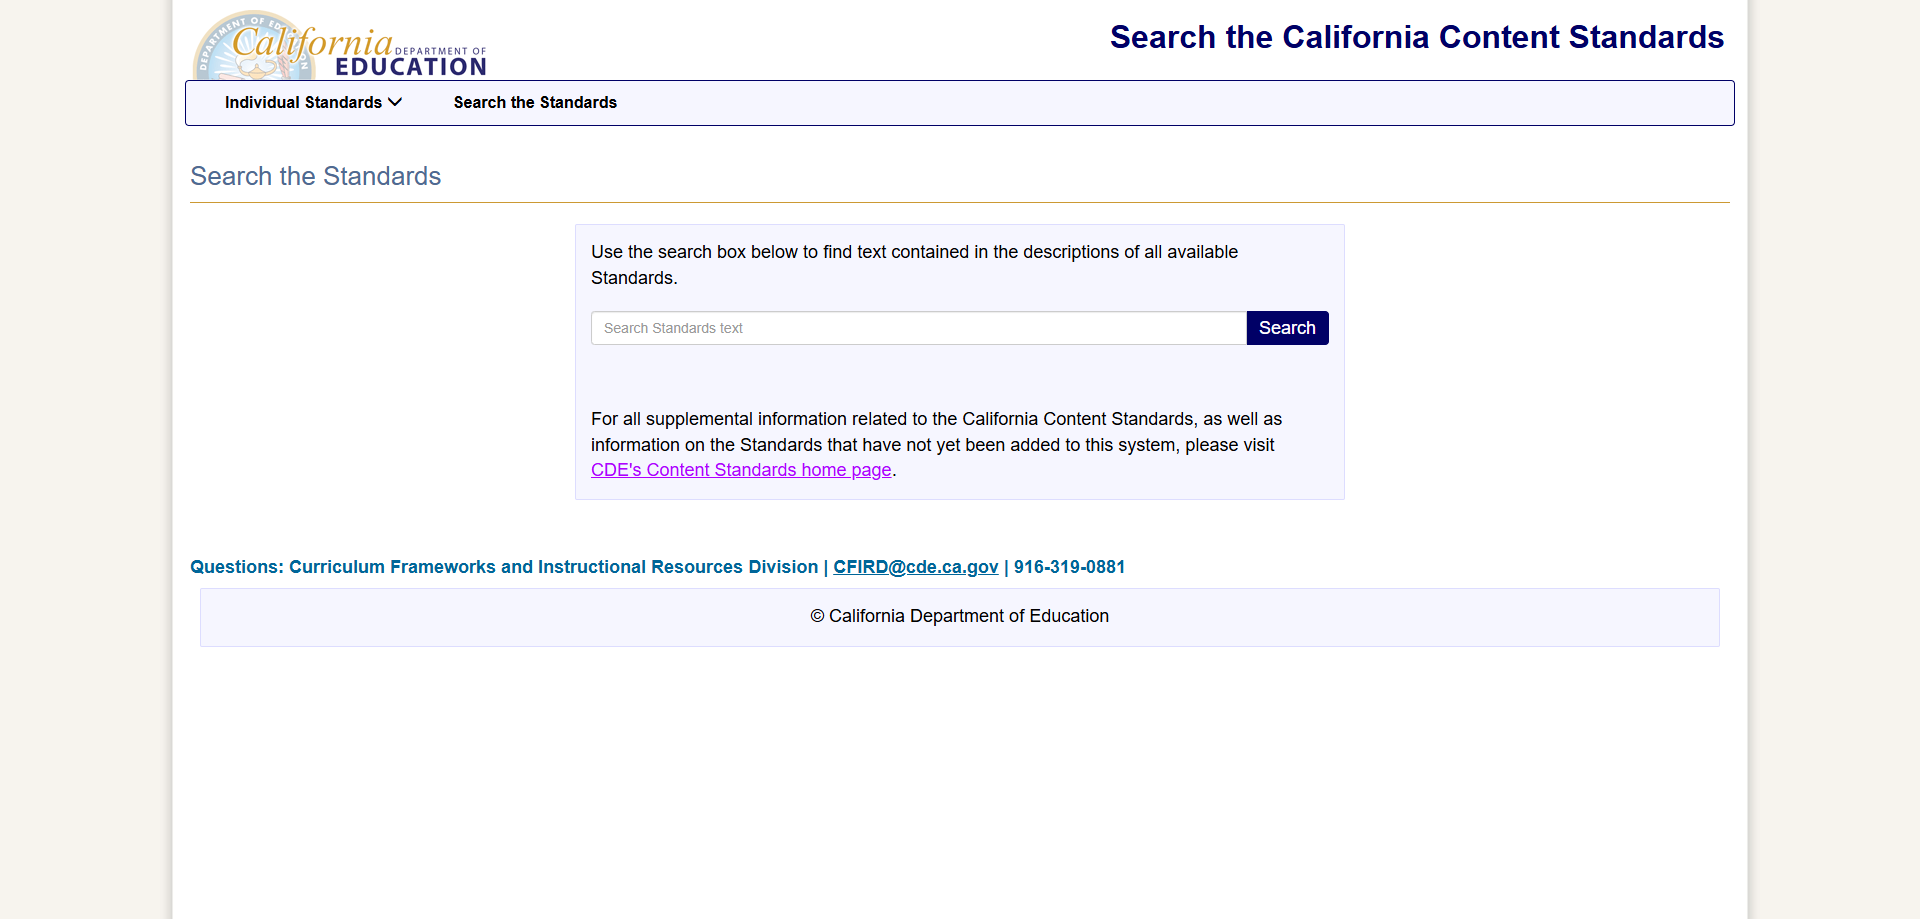 California DEPARTMENT OF
EDUCATION
Search the California Content Standards
Individual Standards
Search the Standards
Search the Standards
Use the search box below to find text contained in the descriptions of all available
Standards.
Search Standards text
Search
For all supplemental information related to the California Content Standards, as well as
information on the Standards that have not yet been added to this system, please visit
CDE's Content Standards home page.
Questions: Curriculum Frameworks and Instructional Resources Division | CFIRD@cde.ca.gov | 916-319-0881
© California Department of Education